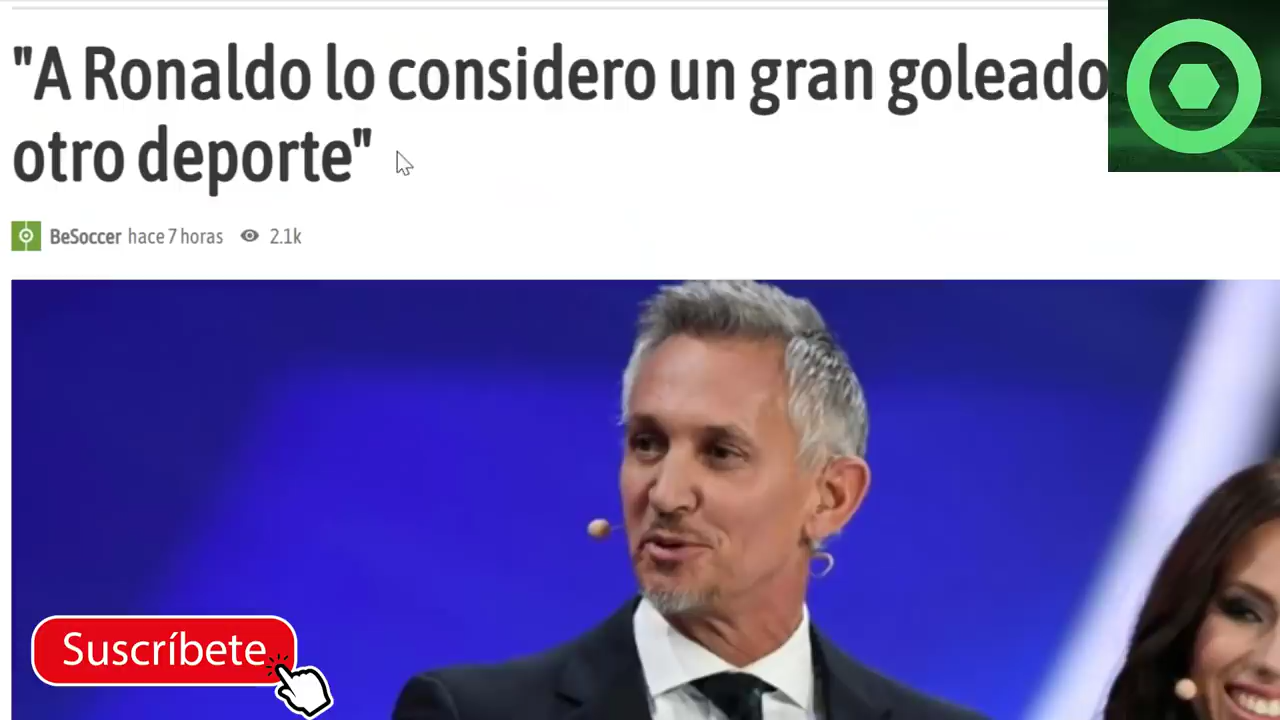 "A Ronaldo lo considero un gran goleado
otro deporte"
BeSoccer hace 7 horas 2.1k
Suscríbete